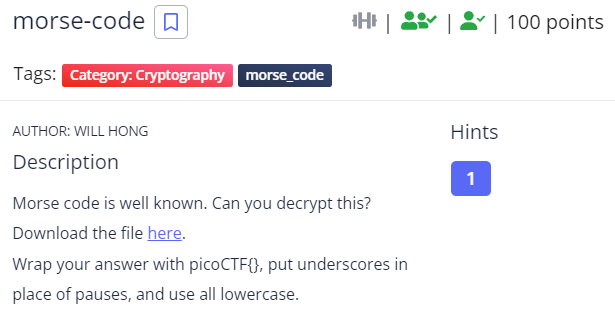 morse-code | | | 100 points
Tags: Category: Cryptography morse_code
AUTHOR: WILL HONG
Hints
Description
1
Morse code is well known. Can you decrypt this?
Download the file here.
Wrap your answer with picoCTF{}, put underscores in
place of pauses, and use all lowercase.